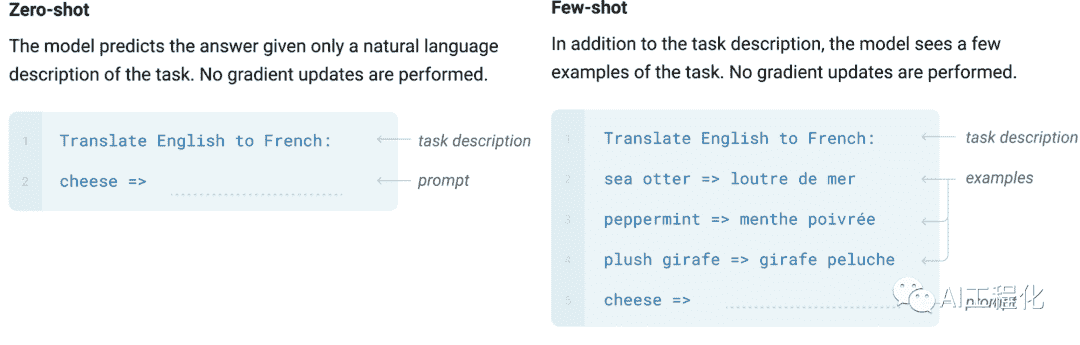 Zero-shot
The model predicts the answer given only a natural language
description of the task. No gradient updates are performed.
1 Translate English to French: task description
2 cheese => prompt
Few-shot
In addition to the task description, the model sees a few
examples of the task. No gradient updates are performed.
1 Translate English to French: task description
2 sea otter => loutre de mer examples
3 peppermint => menthe poivrée
4 plush girafe => girafe peluche
5 cheese => prompt
AI工程化